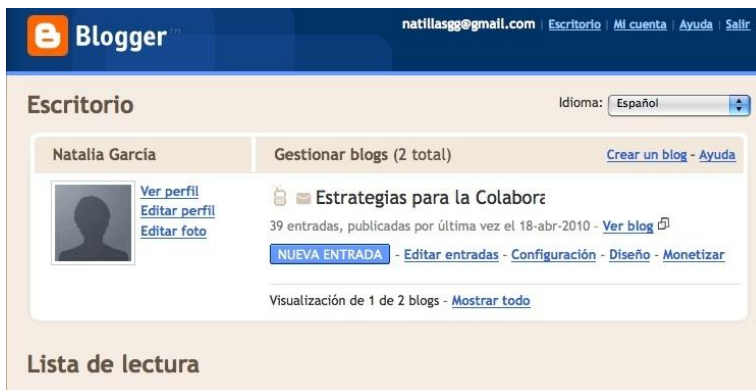 Blogger™
natillasgg@gmail.com | Escritorio | Mi cuenta | Ayuda | Salir
Escritorio
Idioma: Español
Natalia García
Gestionar blogs (2 total)
Crear un blog - Ayuda
Ver perfil
Editar perfil
Editar foto
Estrategias para la Colabora
39 entradas, publicadas por última vez el 18-abr-2010 - Ver blog
NUEVA ENTRADA - Editar entradas - Configuración - Diseño - Monetizar
Visualización de 1 de 2 blogs - Mostrar todo
Lista de lectura